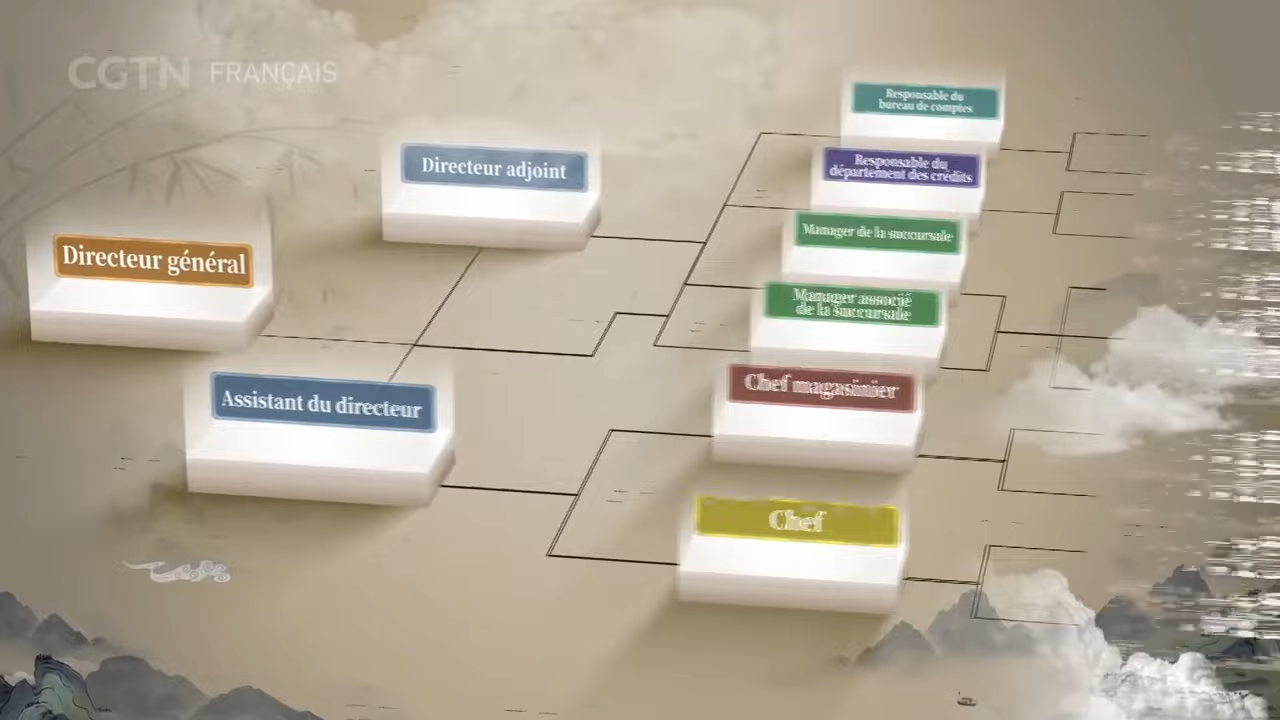 CGTN FRANÇAIS
Directeur général
Directeur adjoint
Assistant du directeur
Responsable du
bureau de comptes
Responsable du
département des crédits
Manager de la succursale
Manager associé
de la succursale
Chef magasinier
Chef